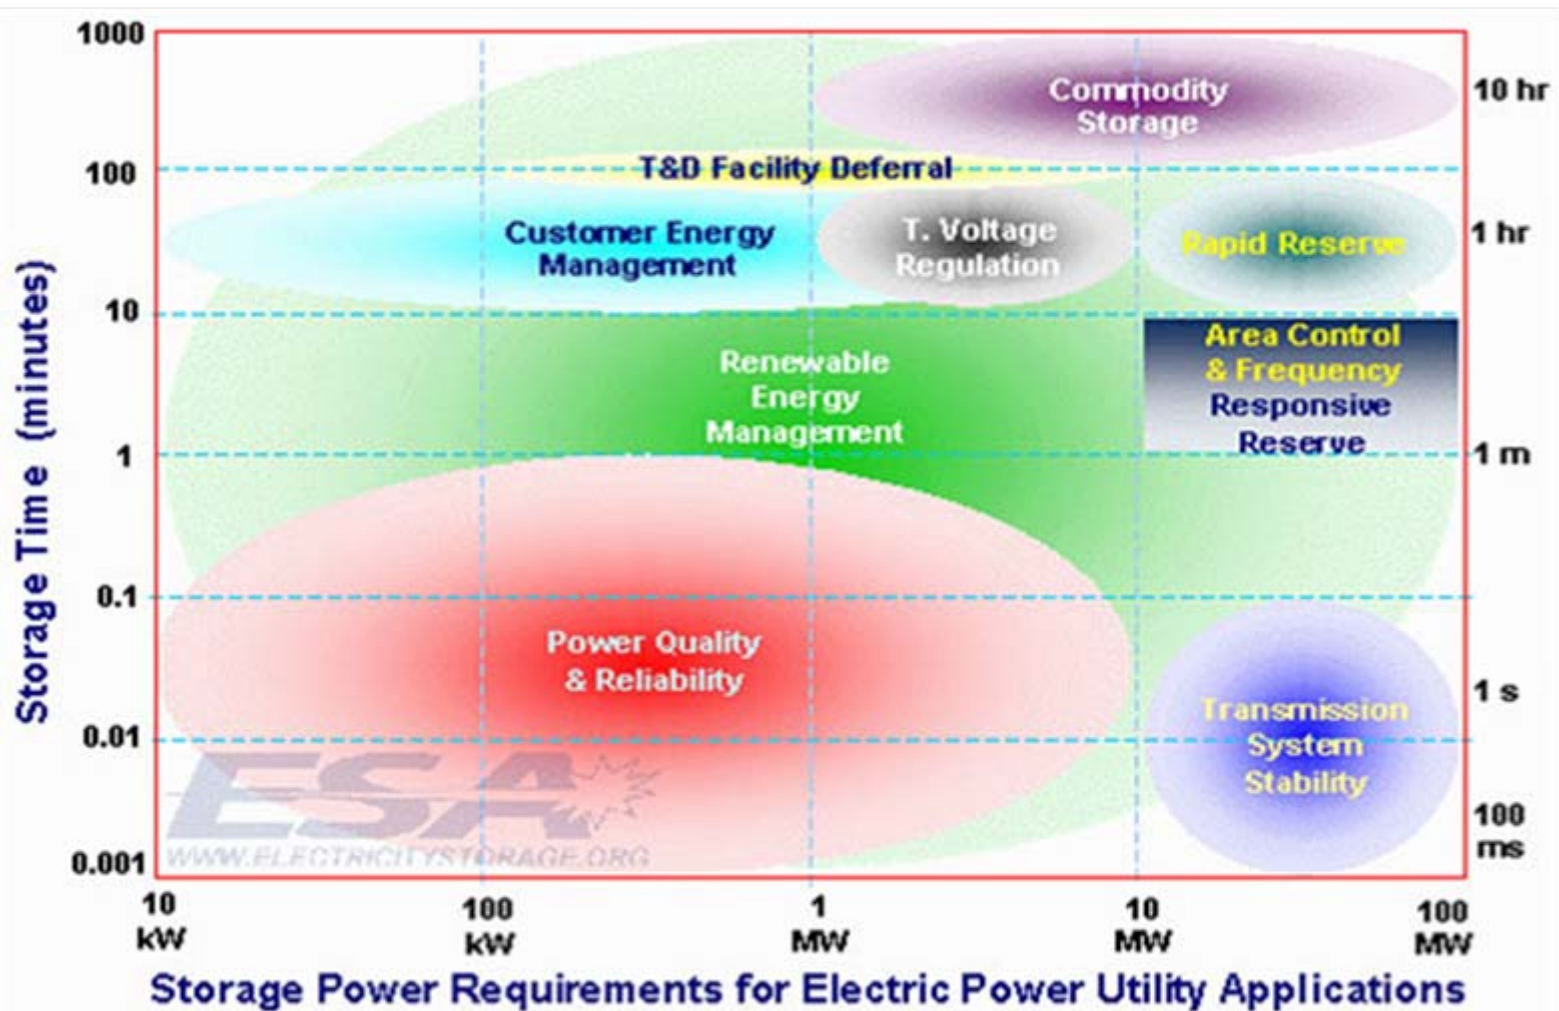 1000
100
10
1
0.1
0.01
0.001
Storage Time (minutes)
Commodity
Storage
T&D Facility Deferral
Customer Energy
Management
T. Voltage
Regulation
Rapid Reserve
Renewable
Energy
Management
Area Control
& Frequency
Responsive
Reserve
Power Quality
& Reliability
Transmission
System
Stability
ESA
WWW.ELECTRICITYSTORAGE.ORG
10 hr
1 hr
1 m
1 s
100
ms
10
kW
100
kW
1
MW
10
MW
100
MW
Storage Power Requirements for Electric Power Utility Applications